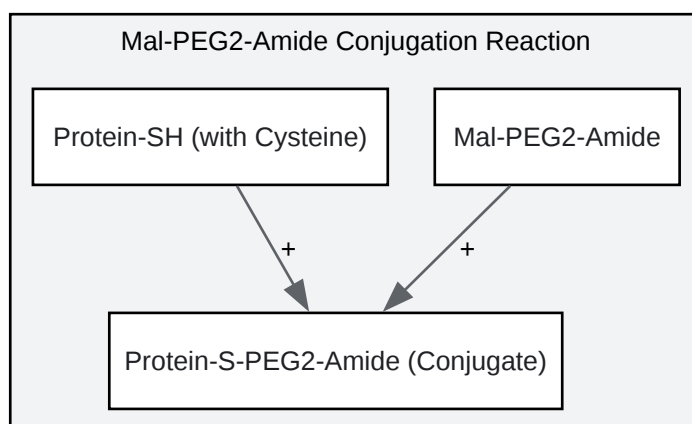 Mal-PEG2-Amide Conjugation Reaction
Protein-SH (with Cysteine)
Mal-PEG2-Amide
+
+
Protein-S-PEG2-Amide (Conjugate)